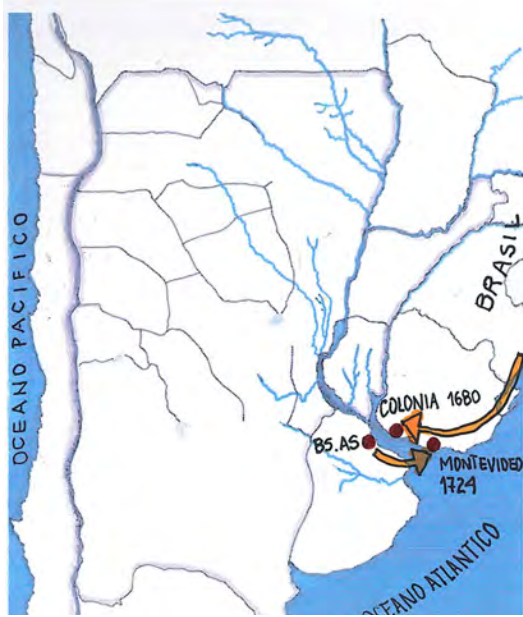 OCEANO PACIFICO
BRASIL
COLONIA 1680
BS.AS
MONTEVIDEO
1724
OCEANO ATLANTICO